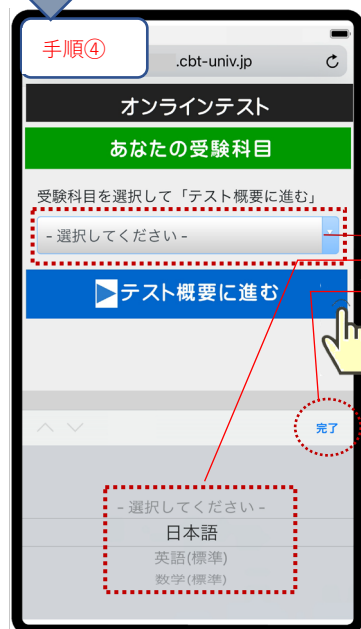 手順④
.cbt-univ.jp
オンラインテスト
あなたの受験科目
受験科目を選択して「テスト概要に進む」
- 選択してください -
テスト概要に進む
完了
- 選択してください -
日本語
英語(標準)
数学(標準)